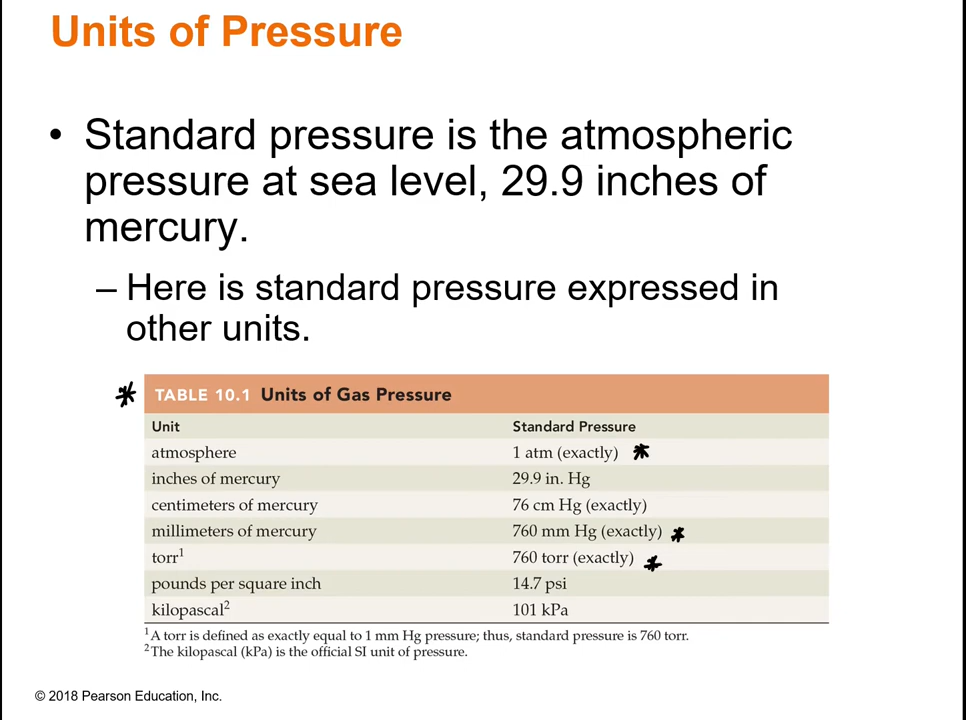 Units of Pressure
• Standard pressure is the atmospheric
pressure at sea level, 29.9 inches of
mercury.
– Here is standard pressure expressed in
other units.
* TABLE 10.1 Units of Gas Pressure
Unit Standard Pressure
atmosphere 1 atm (exactly) *
inches of mercury 29.9 in. Hg
centimeters of mercury 76 cm Hg (exactly)
millimeters of mercury 760 mm Hg (exactly) *
torr¹ 760 torr (exactly) *
pounds per square inch 14.7 psi
kilopascal² 101 kPa
¹A torr is defined as exactly equal to 1 mm Hg pressure; thus, standard pressure is 760 torr.
²The kilopascal (kPa) is the official SI unit of pressure.
© 2018 Pearson Education, Inc.